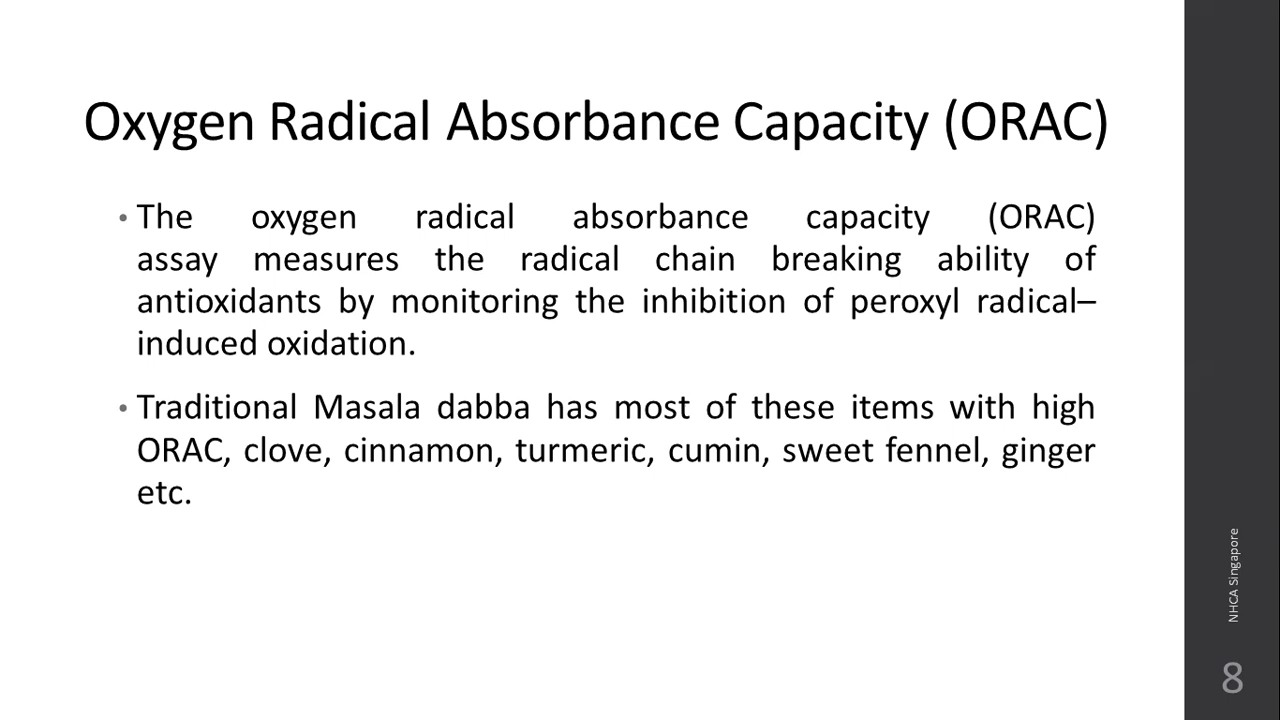 Oxygen Radical Absorbance Capacity (ORAC)
• The oxygen radical absorbance capacity (ORAC)
assay measures the radical chain breaking ability of
antioxidants by monitoring the inhibition of peroxyl radical–
induced oxidation.
• Traditional Masala dabba has most of these items with high
ORAC, clove, cinnamon, turmeric, cumin, sweet fennel, ginger
etc.
NHCA Singapore
8